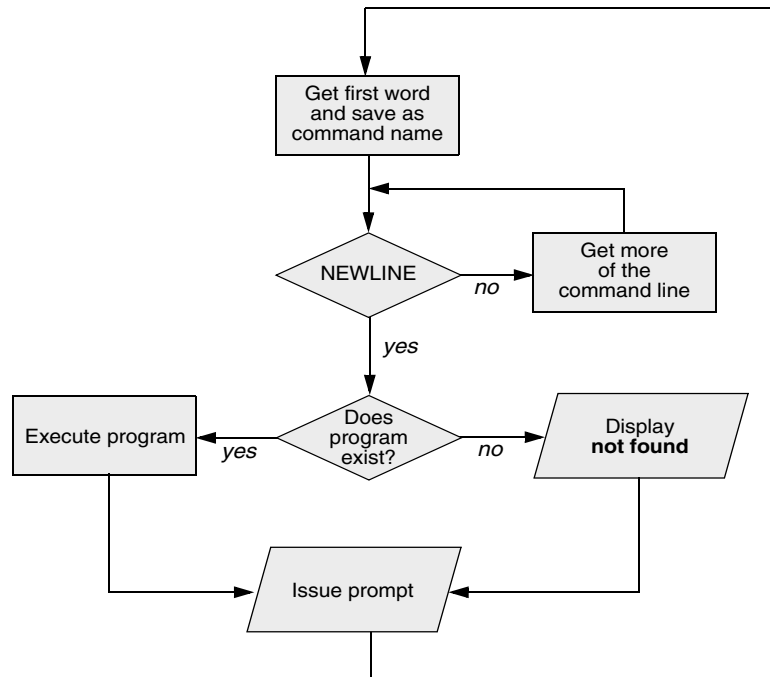 Get first word
and save as
command name
NEWLINE
no
Get more
of the
command line
yes
Does
program
exist?
yes
Execute program
no
Display
not found
Issue prompt